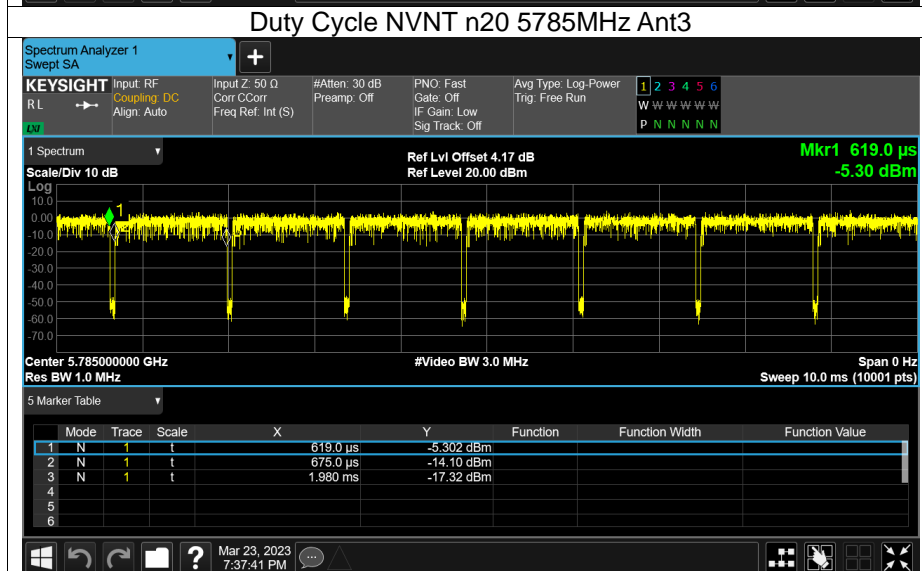 Duty Cycle NVNT n20 5785MHz Ant3
Spectrum Analyzer 1
Swept SA
+
KEYSIGHT Input: RF Input Z: 50 Ω #Atten: 30 dB PNO: Fast Avg Type: Log-Power 1 2 3 4 5 6
RL Coupling: DC Corr CCorr Preamp: Off Gate: Off Trig: Free Run W W W W W W
Align: Auto Freq Ref: Int (S) IF Gain: Low
LXI Sig Track: Off P N N N N N
1 Spectrum Ref Lvl Offset 4.17 dB Mkr1 619.0 µs
Scale/Div 10 dB Ref Level 20.00 dBm -5.30 dBm
Log
10.0
1
0.00
-10.0
-20.0
-30.0
-40.0
-50.0
-60.0
-70.0
Center 5.785000000 GHz #Video BW 3.0 MHz Span 0 Hz
Res BW 1.0 MHz Sweep 10.0 ms (10001 pts)
5 Marker Table
Mode Trace Scale X Y Function Function Width Function Value
1 N 1 t 619.0 µs -5.302 dBm
2 N 1 t 675.0 µs -14.10 dBm
3 N 1 t 1.980 ms -17.32 dBm
4
5
6
? Mar 23, 2023
7:37:41 PM